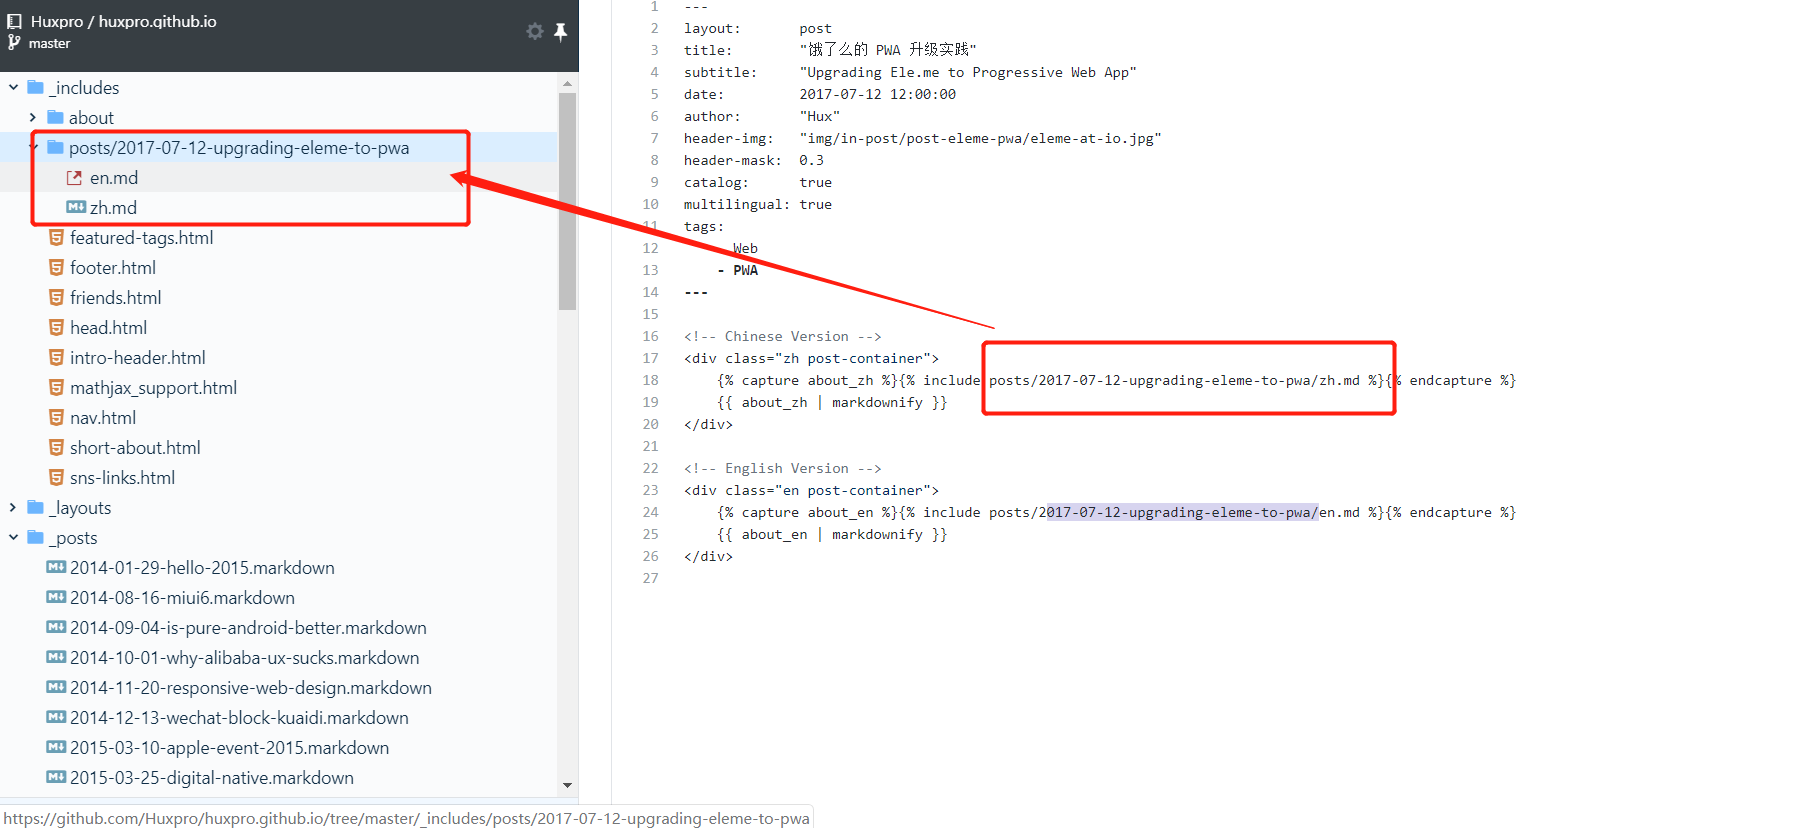 Huxpro / huxpro.github.io
master
_includes
about
posts/2017-07-12-upgrading-eleme-to-pwa
en.md
zh.md
featured-tags.html
footer.html
friends.html
head.html
intro-header.html
mathjax_support.html
nav.html
short-about.html
sns-links.html
_layouts
_posts
2014-01-29-hello-2015.markdown
2014-08-16-miui6.markdown
2014-09-04-is-pure-android-better.markdown
2014-10-01-why-alibaba-ux-sucks.markdown
2014-11-20-responsive-web-design.markdown
2014-12-13-wechat-block-kuaidi.markdown
2015-03-10-apple-event-2015.markdown
2015-03-25-digital-native.markdown
https://github.com/Huxpro/huxpro.github.io/tree/master/_includes/posts/2017-07-12-upgrading-eleme-to-pwa
1 ---
2 layout: post
3 title: "饿了么的 PWA 升级实践"
4 subtitle: "Upgrading Ele.me to Progressive Web App"
5 date: 2017-07-12 12:00:00
6 author: "Hux"
7 header-img: "img/in-post/post-eleme-pwa/eleme-at-io.jpg"
8 header-mask: 0.3
9 catalog: true
10 multilingual: true
11 tags:
12 Web
13 - PWA
14 ---
15
16 <!-- Chinese Version -->
17 <div class="zh post-container">
18 {% capture about_zh %}{% include posts/2017-07-12-upgrading-eleme-to-pwa/zh.md %}{% endcapture %}
19 {{ about_zh | markdownify }}
20 </div>
21
22 <!-- English Version -->
23 <div class="en post-container">
24 {% capture about_en %}{% include posts/2017-07-12-upgrading-eleme-to-pwa/en.md %}{% endcapture %}
25 {{ about_en | markdownify }}
26 </div>
27